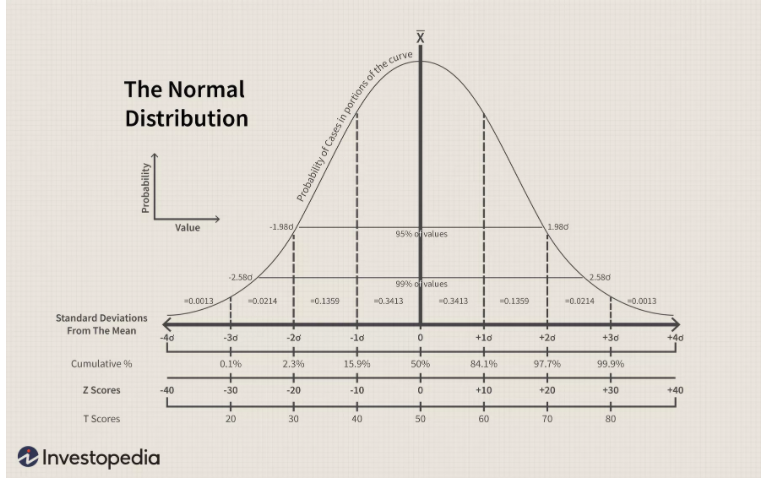 X̅
The Normal
Distribution
Probability of Cases in portions of the curve
Probability
Value
-1.98σ 1.98σ
95% of values
-2.58σ 2.58σ
99% of values
=0.0013 =0.0214 =0.1359 =0.3413 =0.3413 =0.1359 =0.0214 =0.0013
Standard Deviations
From The Mean
-4σ -3σ -2σ -1σ 0 +1σ +2σ +3σ +4σ
Cumulative % 0.1% 2.3% 15.9% 50% 84.1% 97.7% 99.9%
Z Scores -40 -30 -20 -10 0 +10 +20 +30 +40
T Scores 20 30 40 50 60 70 80
Investopedia